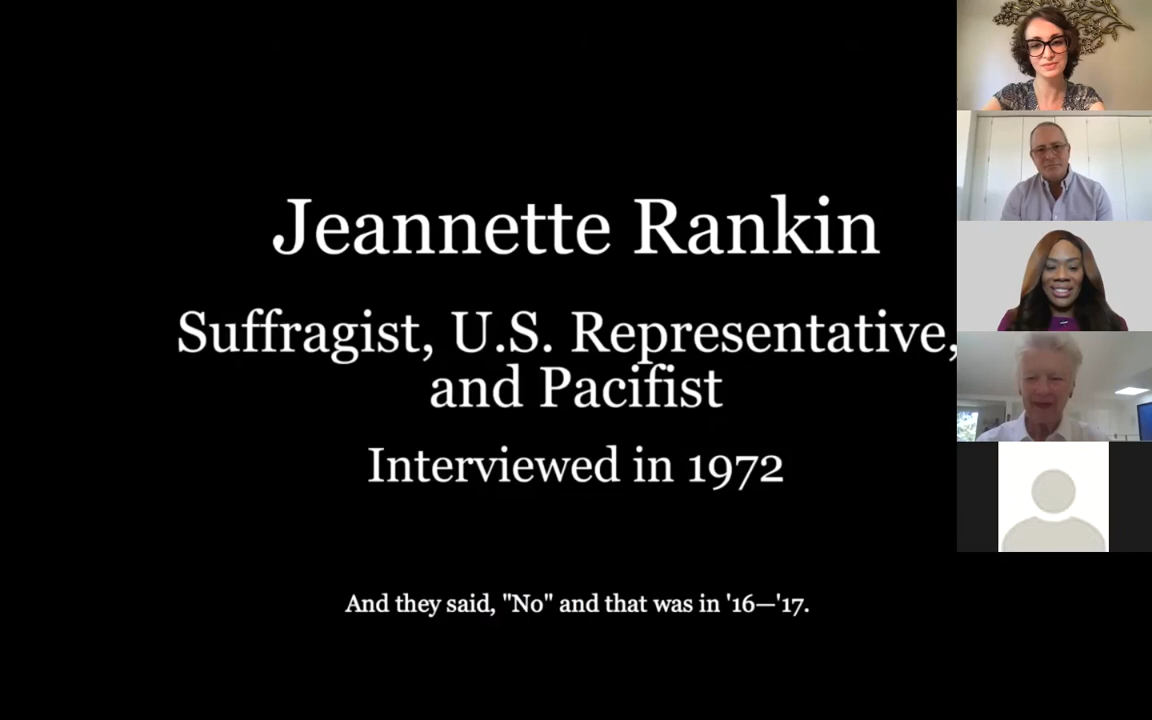 Jeannette Rankin
Suffragist, U.S. Representative,
and Pacifist
Interviewed in 1972
And they said, "No" and that was in '16—'17.